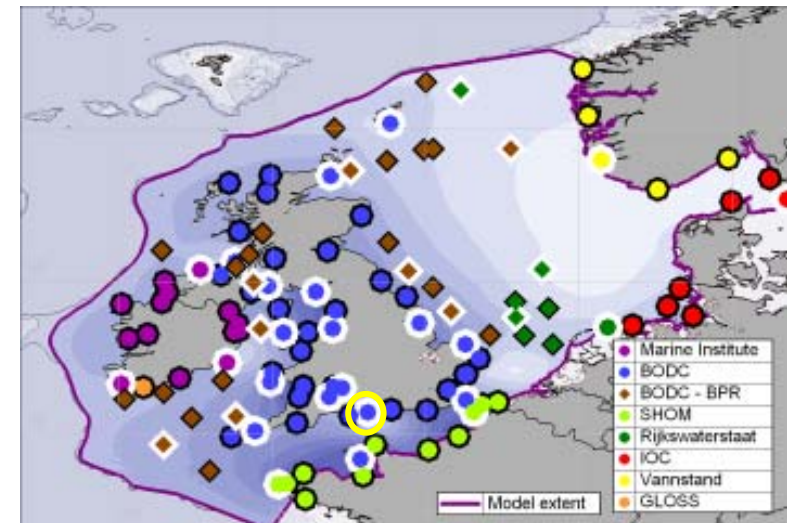 Marine Institute
BODC
BODC - BPR
SHOM
Rijkswaterstaat
IOC
Vannstand
GLOSS
Model extent